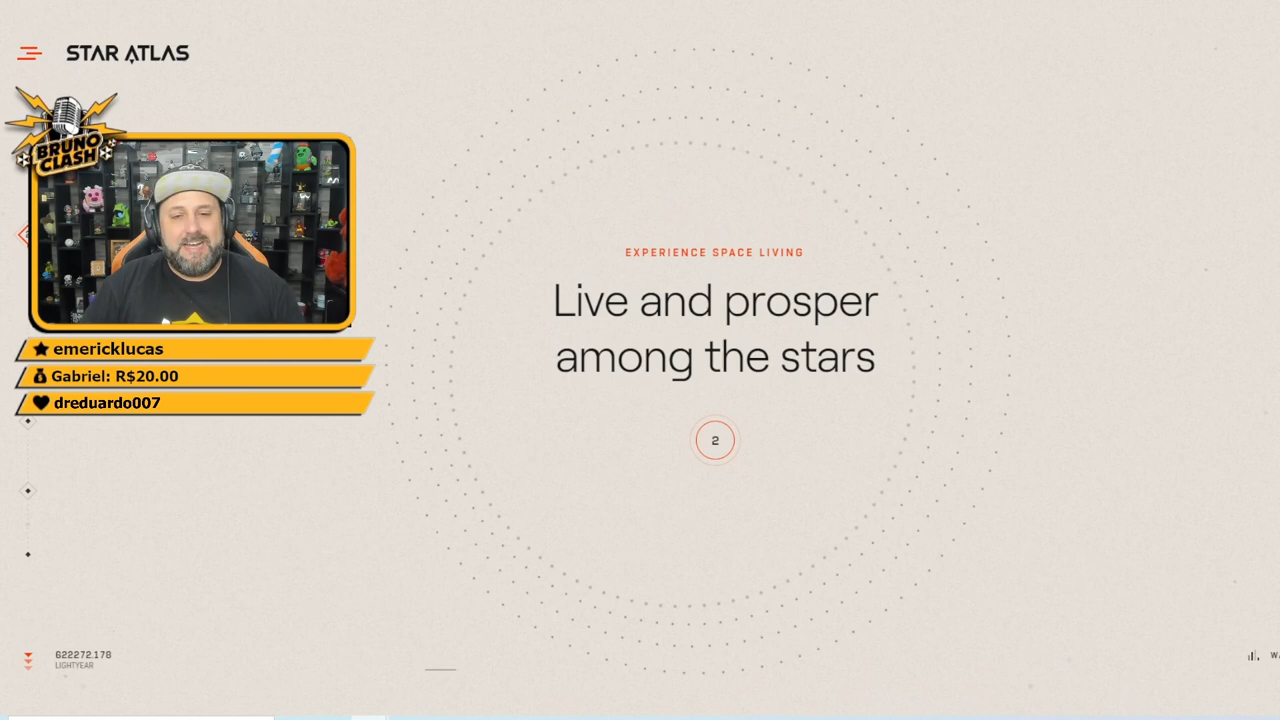 STAR ATLAS
BRUNO
CLASH
emericklucas
Gabriel: R$20.00
dreduardo007
EXPERIENCE SPACE LIVING
Live and prosper
among the stars
2
622272.178
LIGHTYEAR